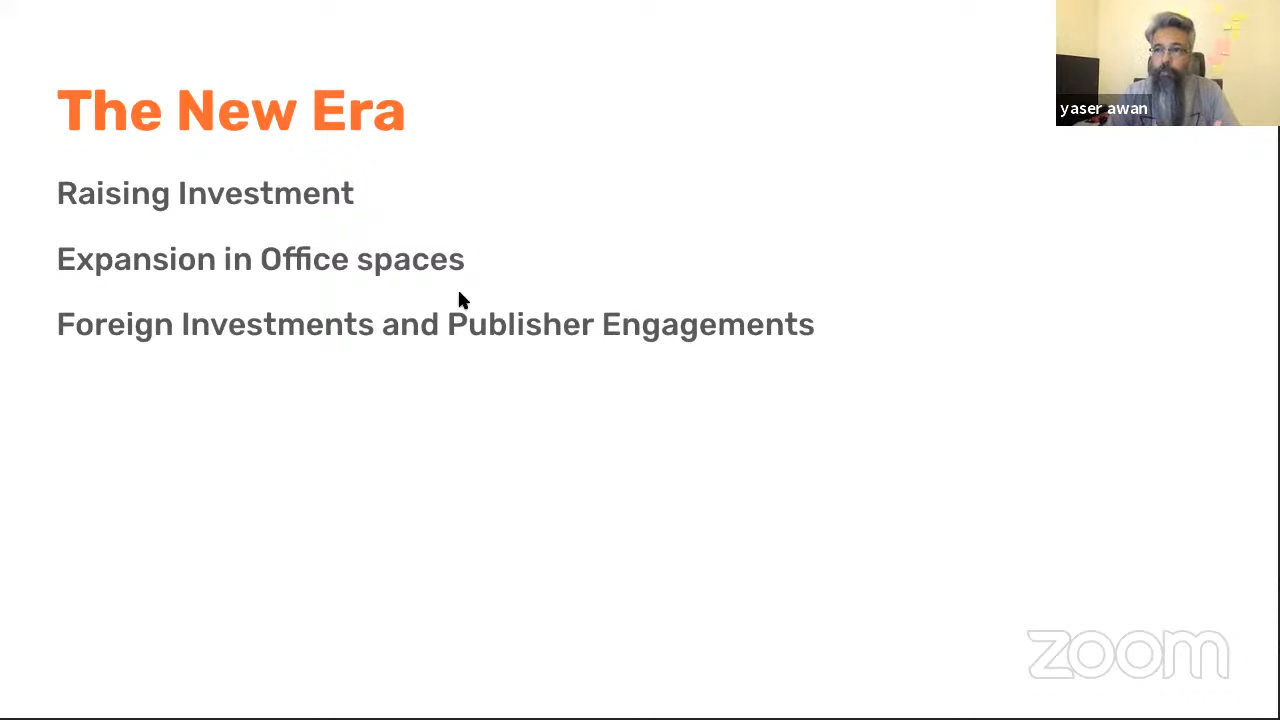 The New Era
yaser awan
Raising Investment
Expansion in Office spaces
Foreign Investments and Publisher Engagements
zoom